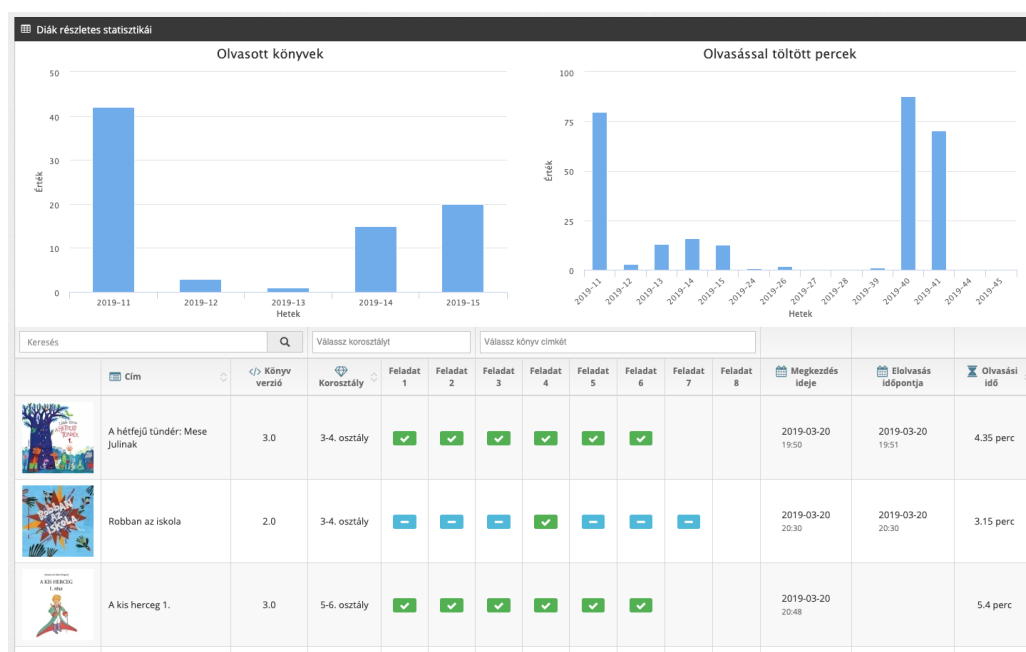 Diák részletes statisztikái
Olvasott könyvek
50
40
30
20
10
0
Érték
2019-11 2019-12 2019-13 2019-14 2019-15
Hetek
Olvasással töltött percek
100
75
50
25
0
Érték
2019-11 2019-12 2019-13 2019-14 2019-15 2019-24 2019-26 2019-27 2019-28 2019-39 2019-40 2019-41 2019-44 2019-45
Hetek
Keresés
Válassz korosztályt
Válassz könyv címkét
Cím
</> Könyv
verzió
Korosztály
Feladat
1
Feladat
2
Feladat
3
Feladat
4
Feladat
5
Feladat
6
Feladat
7
Feladat
8
Megkezdés
ideje
Elolvasás
időpontja
Olvasási
idő
A hétfejű tündér: Mese
Julinak
3.0
3-4. osztály
2019-03-20
19:50
2019-03-20
19:51
4.35 perc
ROBBAN
AZ
ISKOLA
Robban az iskola
2.0
3-4. osztály
2019-03-20
20:30
2019-03-20
20:30
3.15 perc
A KIS HERCEG
1. rész
A kis herceg 1.
3.0
5-6. osztály
2019-03-20
20:48
5.4 perc